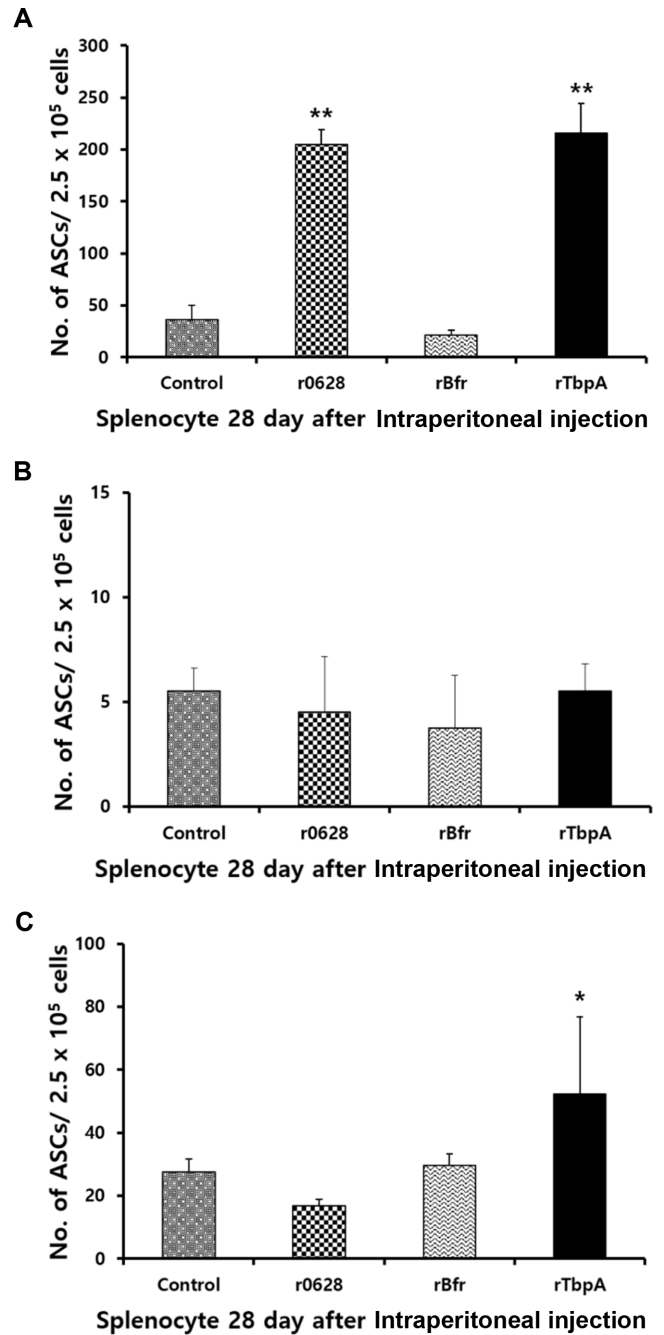 A
No. of ASCs/ 2.5 x 10⁵ cells
300
250
200
150
100
50
0
**
**
Control r0628 rBfr rTbpA
Splenocyte 28 day after Intraperitoneal injection
B
No. of ASCs/ 2.5 x 10⁵ cells
15
10
5
0
Control r0628 rBfr rTbpA
Splenocyte 28 day after Intraperitoneal injection
C
No. of ASCs/ 2.5 x 10⁵ cells
100
80
60
40
20
0
*
Control r0628 rBfr rTbpA
Splenocyte 28 day after Intraperitoneal injection